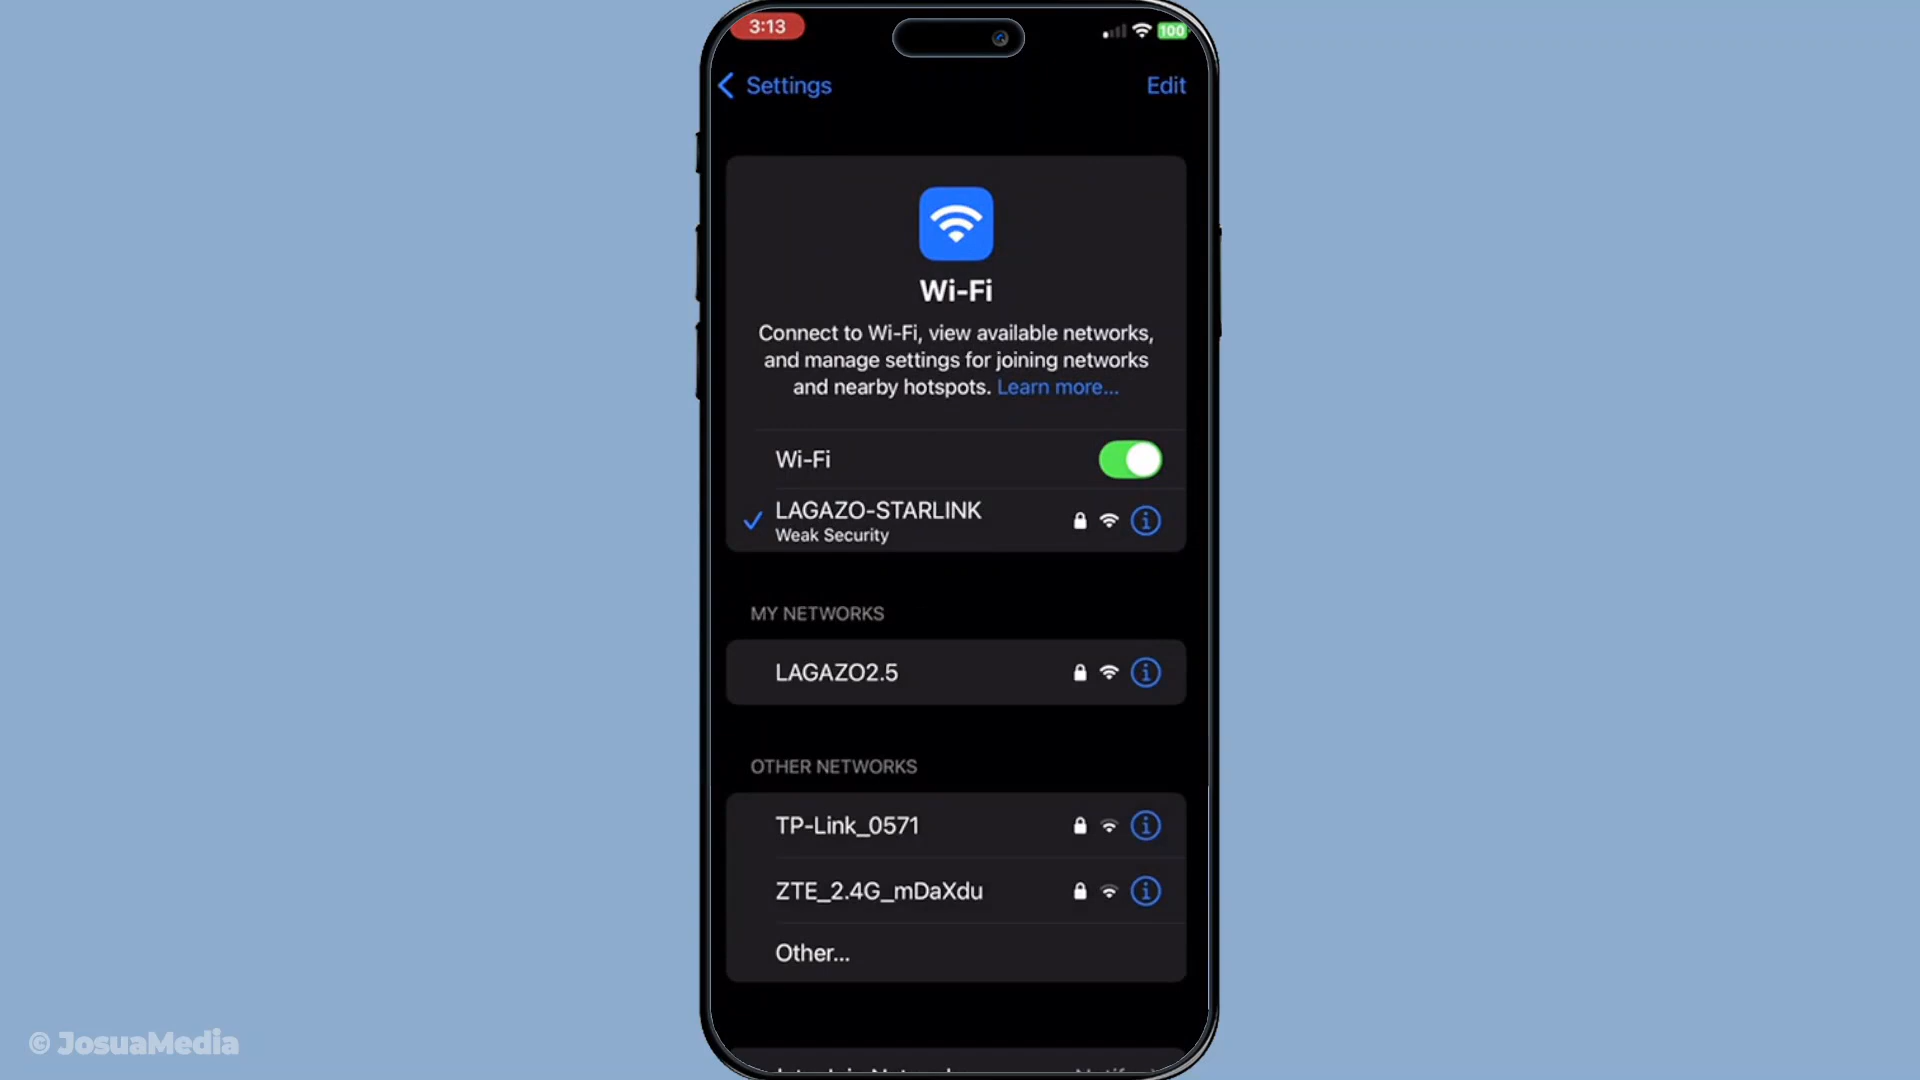 3:13
100
Settings
Edit
Wi-Fi
Connect to Wi-Fi, view available networks,
and manage settings for joining networks
and nearby hotspots. Learn more...
Wi-Fi
LAGAZO-STARLINK
Weak Security
MY NETWORKS
LAGAZO2.5
OTHER NETWORKS
TP-Link_0571
ZTE_2.4G_mDaXdu
Other...
© JosuaMedia